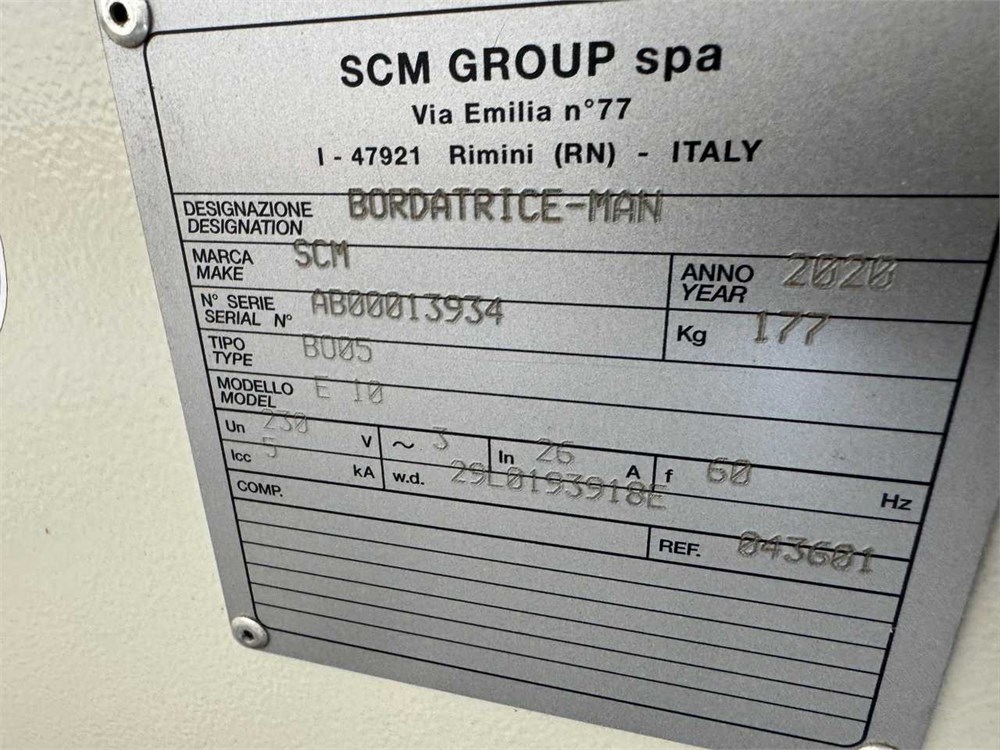 SCM GROUP spa
Via Emilia n°77
I - 47921 Rimini (RN) - ITALY
DESIGNAZIONE BORDATRICE-MAN
DESIGNATION
MARCA SCM
MAKE
ANNO 2020
YEAR
N° SERIE AB00013934
SERIAL N°
Kg 177
TIPO BU05
TYPE
MODELLO E 10
MODEL
Un 230 V ~ 3 In 26 A f 60 Hz
Icc 5 kA w.d. 29L0193918E
COMP.
REF. 043601